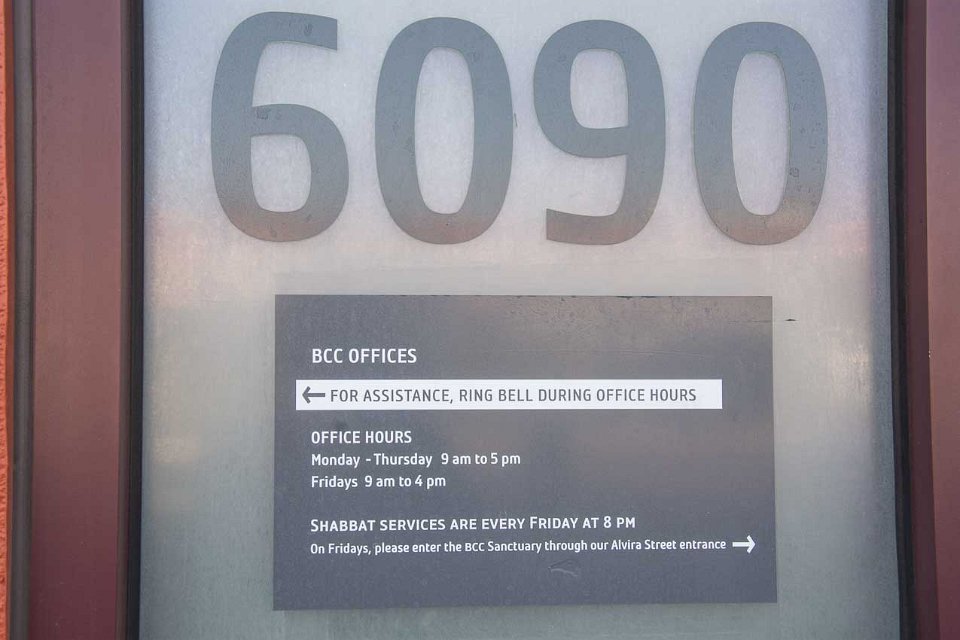 6090
BCC OFFICES
← FOR ASSISTANCE, RING BELL DURING OFFICE HOURS
OFFICE HOURS
Monday - Thursday 9 am to 5 pm
Fridays 9 am to 4 pm
SHABBAT SERVICES ARE EVERY FRIDAY AT 8 PM
On Fridays, please enter the BCC Sanctuary through our Alvira Street entrance →